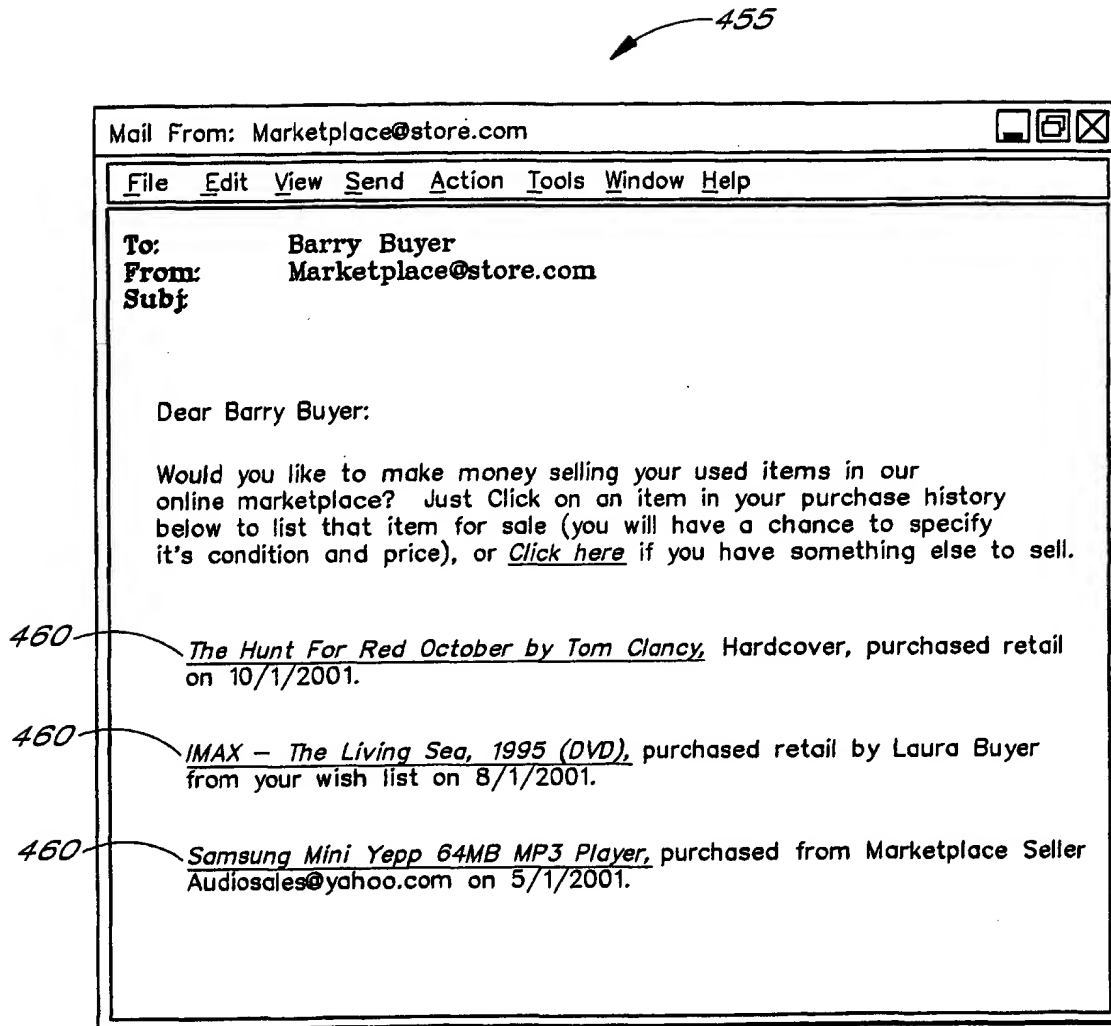 455
Mail From: Marketplace@store.com
File Edit View Send Action Tools Window Help
To: Barry Buyer
From: Marketplace@store.com
Subj:
Dear Barry Buyer:
Would you like to make money selling your used items in our
online marketplace? Just Click on an item in your purchase history
below to list that item for sale (you will have a chance to specify
it's condition and price), or Click here if you have something else to sell.
460
The Hunt For Red October by Tom Clancy, Hardcover, purchased retail
on 10/1/2001.
460
IMAX – The Living Sea, 1995 (DVD), purchased retail by Laura Buyer
from your wish list on 8/1/2001.
460
Samsung Mini Yepp 64MB MP3 Player, purchased from Marketplace Seller
Audiosales@yahoo.com on 5/1/2001.